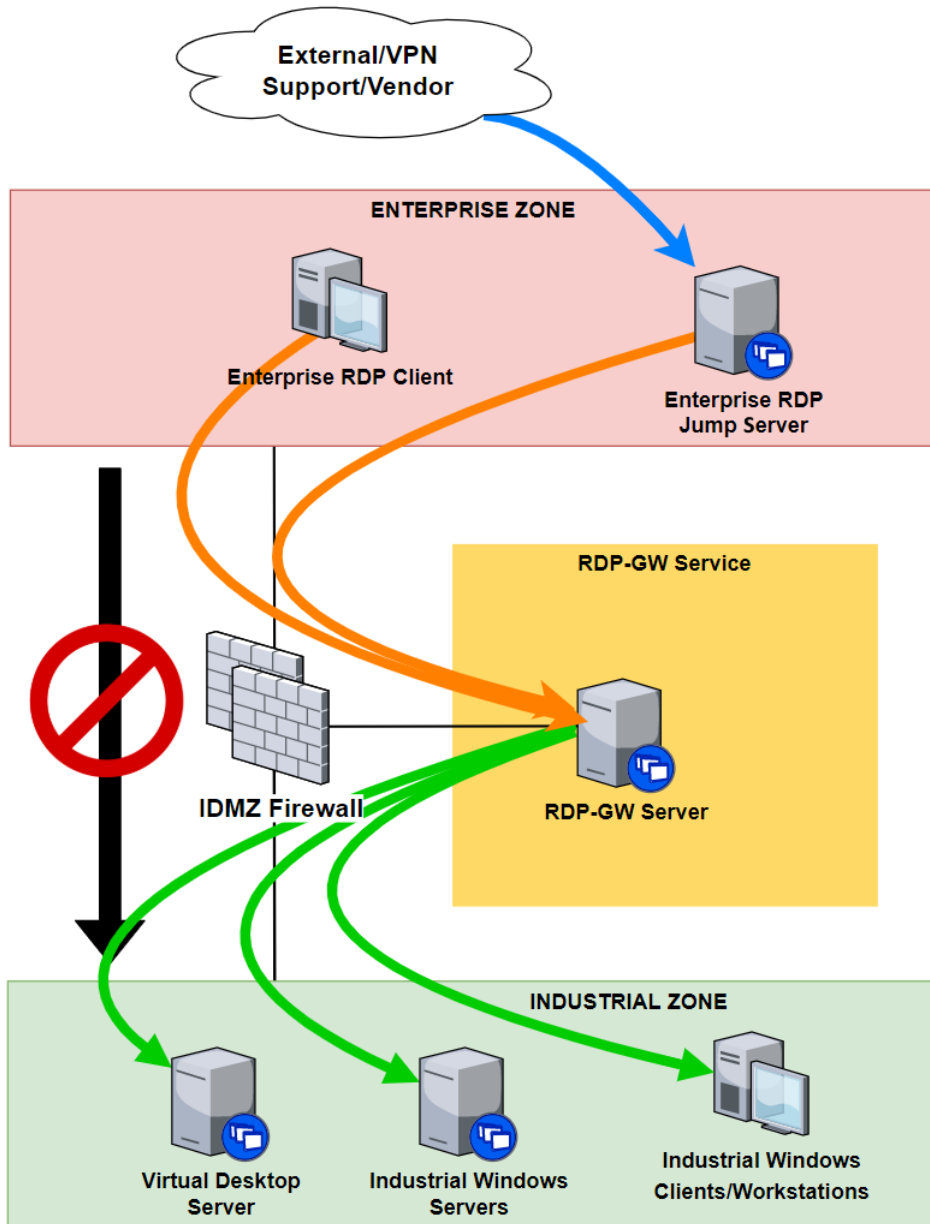 External/VPN
Support/Vendor
ENTERPRISE ZONE
Enterprise RDP Client
Enterprise RDP
Jump Server
RDP-GW Service
IDMZ Firewall
RDP-GW Server
INDUSTRIAL ZONE
Virtual Desktop
Server
Industrial Windows
Servers
Industrial Windows
Clients/Workstations